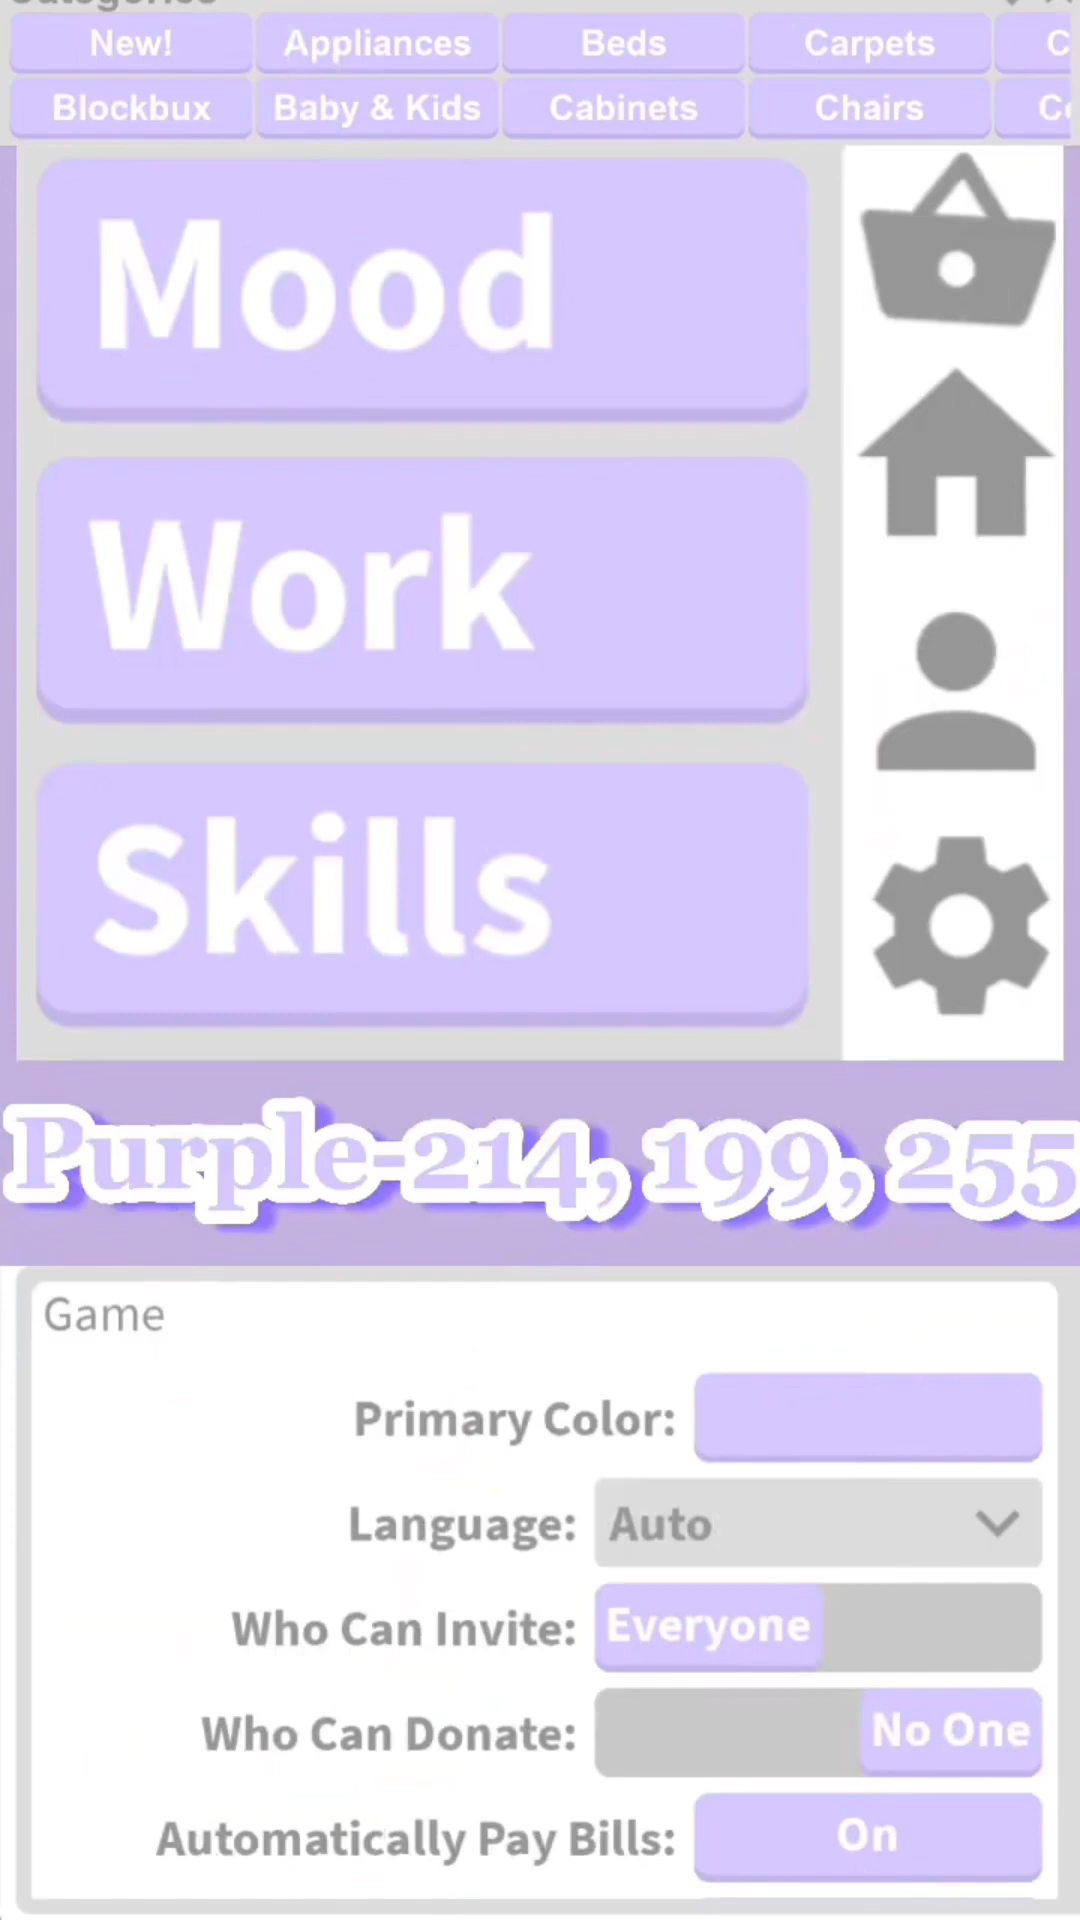 Categories
New! Appliances Beds Carpets
Blockbux Baby & Kids Cabinets Chairs
Mood
Work
Skills
Purple-214, 199, 255
Game
Primary Color:
Language: Auto
Who Can Invite: Everyone
Who Can Donate: No One
Automatically Pay Bills: On